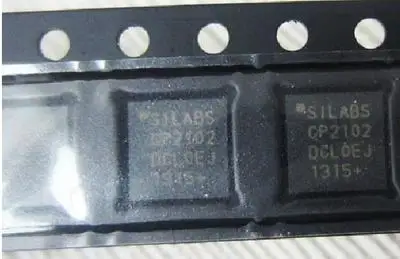 SILABS
CP2102
DCL0EJ
1315+
SILABS
CP2102
DCL0EJ
1315+